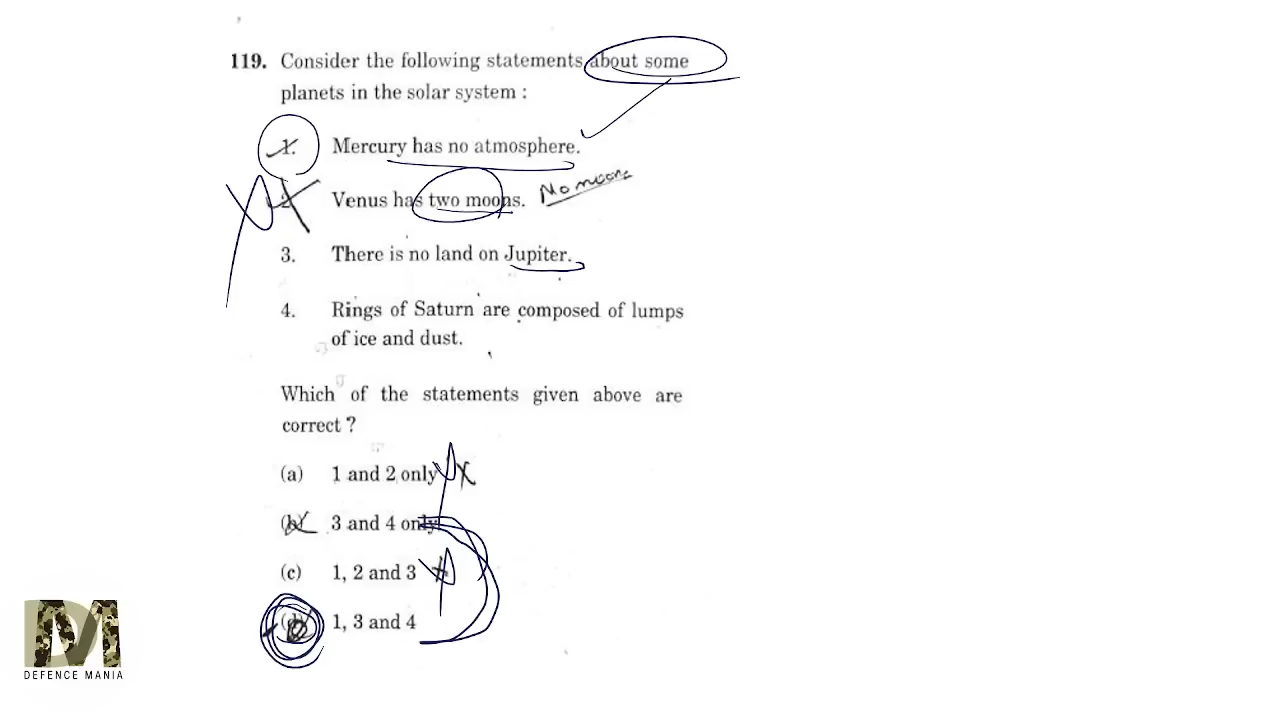 119. Consider the following statements about some
planets in the solar system :
1. Mercury has no atmosphere.
2. Venus has two moons. No moons
3. There is no land on Jupiter.
4. Rings of Saturn are composed of lumps
of ice and dust.
Which of the statements given above are
correct ?
(a) 1 and 2 only
(b) 3 and 4 only
(c) 1, 2 and 3
(d) 1, 3 and 4
DM
DEFENCE MANIA